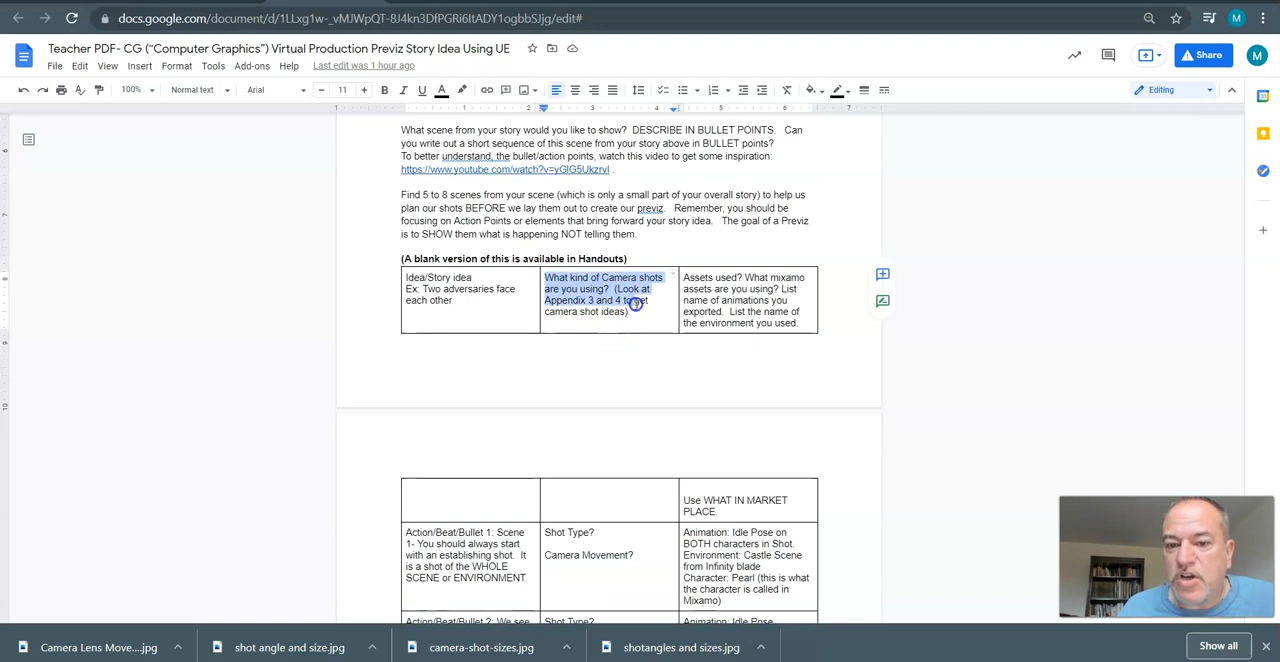 docs.google.com/document/d/1LLxg1w-_vMJWpQT-8J4kn3DfPGRi6ItADY1ogbbSJjg/edit#
M
Teacher PDF- CG (“Computer Graphics”) Virtual Production Previz Story Idea Using UE
File Edit View Insert Format Tools Add-ons Help Last edit was 1 hour ago
Share
M
100% Normal text Arial 11 B I U A Editing
1 1 2 3 4 5 6 7
What scene from your story would you like to show? DESCRIBE IN BULLET POINTS. Can
you write out a short sequence of this scene from your story above in BULLET points?
To better understand, the bullet/action points, watch this video to get some inspiration:
https://www.youtube.com/watch?v=yGlG5Ukzrvl .
Find 5 to 8 scenes from your scene (which is only a small part of your overall story) to help us
plan our shots BEFORE we lay them out to create our previz. Remember, you should be
focusing on Action Points or elements that bring forward your story idea. The goal of a Previz
is to SHOW them what is happening NOT telling them.
(A blank version of this is available in Handouts)
Idea/Story idea
Ex: Two adversaries face
each other
What kind of Camera shots
are you using? (Look at
Appendix 3 and 4 to get
camera shot ideas).
Assets used? What mixamo
assets are you using? List
name of animations you
exported. List the name of
the environment you used.
Use WHAT IN MARKET
PLACE.
Action/Beat/Bullet 1: Scene
1- You should always start
with an establishing shot. It
is a shot of the WHOLE
SCENE or ENVIRONMENT.
Shot Type?
Camera Movement?
Animation: Idle Pose on
BOTH characters in Shot.
Environment: Castle Scene
from Infinity blade
Character: Pearl (this is what
the character is called in
Mixamo)
Action/Beat/Bullet 2: We see
Shot Type?
Animation: Idle Pose
Camera Lens Move....jpg
shot angle and size.jpg
camera-shot-sizes.jpg
shotangles and sizes.jpg
Show all